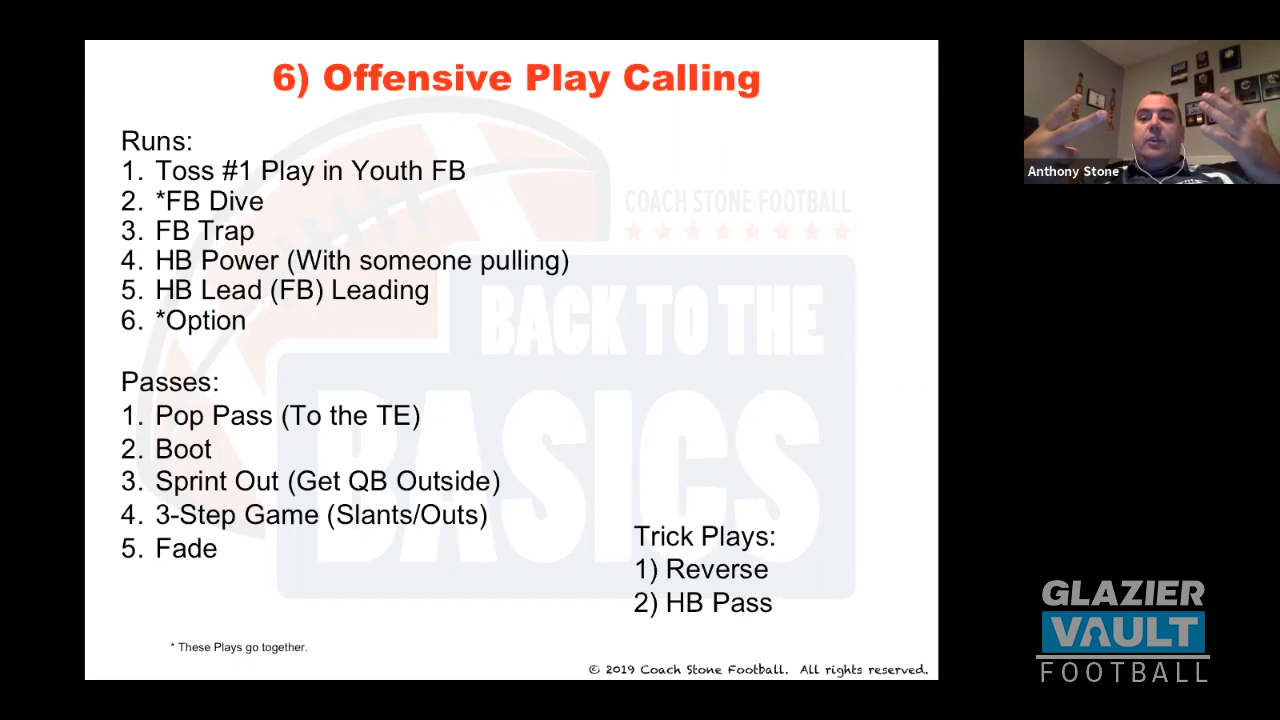 6) Offensive Play Calling
Runs:
1. Toss #1 Play in Youth FB
2. *FB Dive
3. FB Trap
4. HB Power (With someone pulling)
5. HB Lead (FB) Leading
6. *Option
Passes:
1. Pop Pass (To the TE)
2. Boot
3. Sprint Out (Get QB Outside)
4. 3-Step Game (Slants/Outs)
5. Fade
Trick Plays:
1) Reverse
2) HB Pass
* These Plays go together.
© 2019 Coach Stone Football. All rights reserved.
COACH STONE FOOTBALL
BACK TO THE
BASICS
Anthony Stone
GLAZIER
VAULT
FOOTBALL